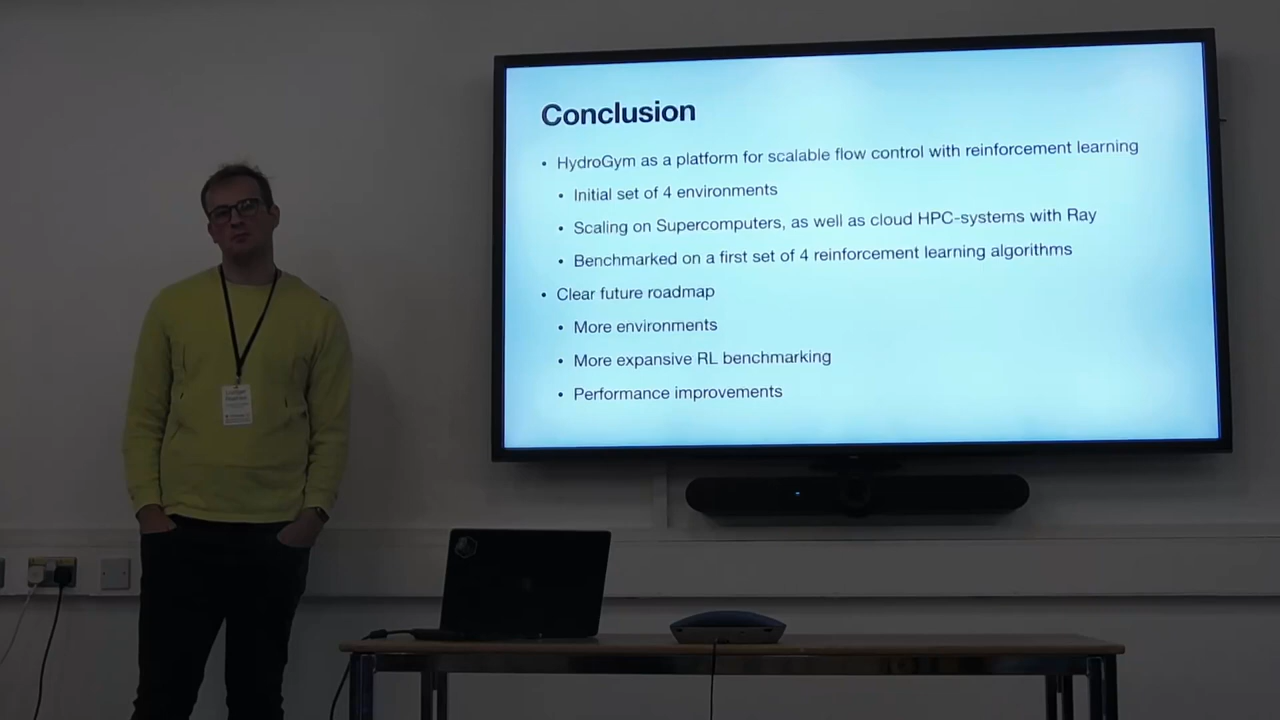 Conclusion
• HydroGym as a platform for scalable flow control with reinforcement learning
• Initial set of 4 environments
• Scaling on Supercomputers, as well as cloud HPC-systems with Ray
• Benchmarked on a first set of 4 reinforcement learning algorithms
• Clear future roadmap
• More environments
• More expansive RL benchmarking
• Performance improvements